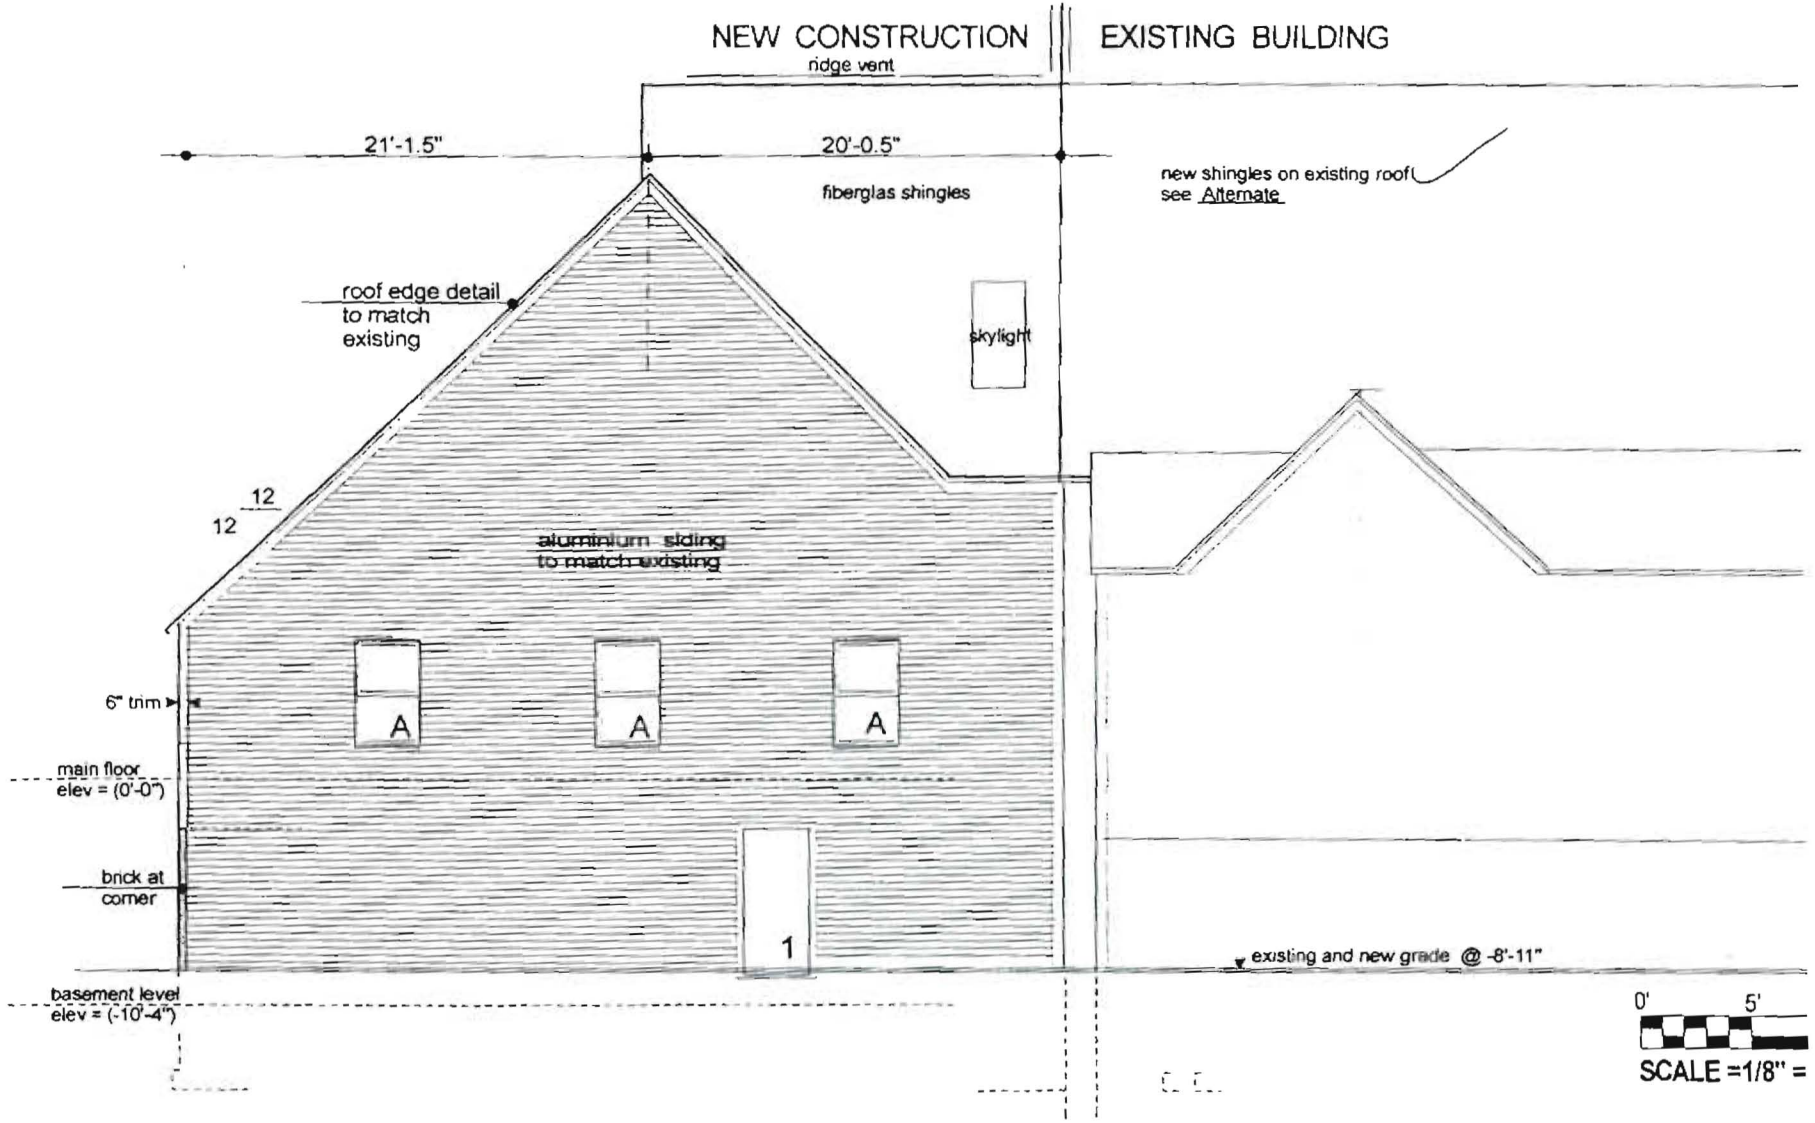 NEW CONSTRUCTION
EXISTING BUILDING
ridge vent
21'-1.5"
20'-0.5"
fiberglas shingles
new shingles on existing roof
see Alternate
roof edge detail
to match
existing
skylight
12
12
aluminium siding
to match existing
6" trim
A
A
A
main floor
elev = (0'-0")
brick at
corner
1
existing and new grade @ -8'-11"
basement level
elev = (-10'-4")
0' 5'
SCALE =1/8" =